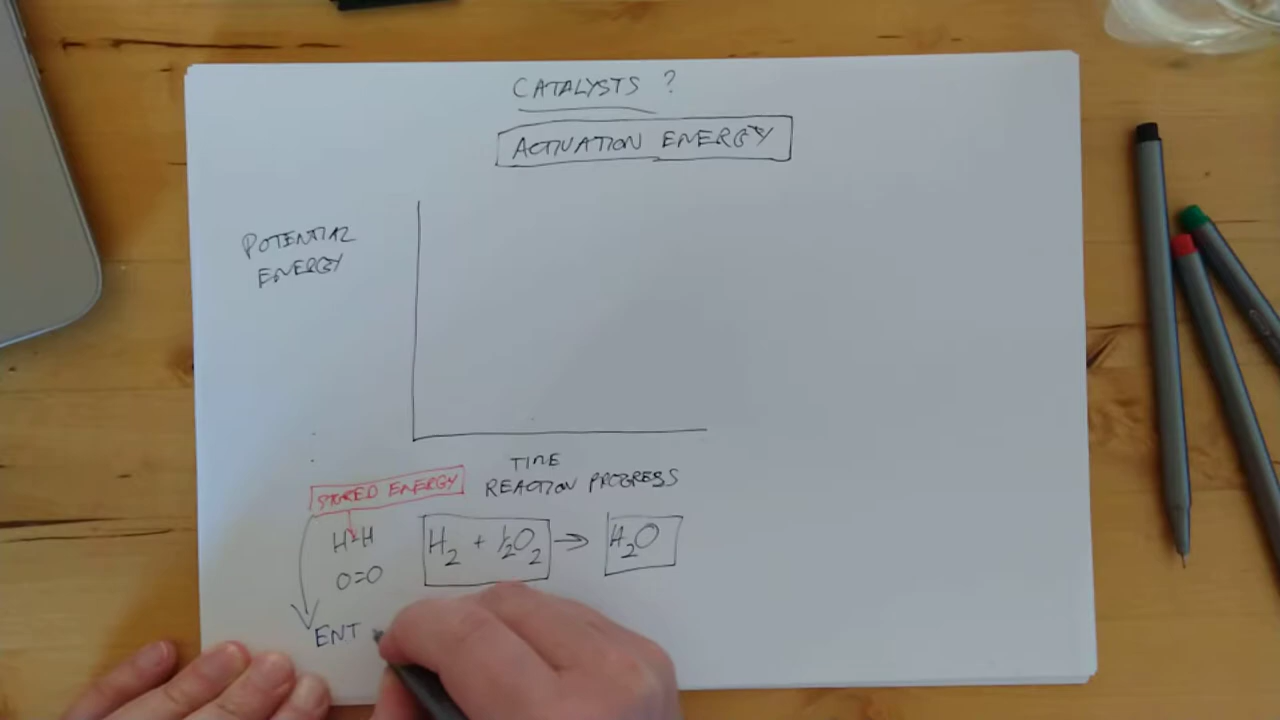 CATALYSTS ?
ACTIVATION ENERGY
POTENTIAL
ENERGY
TIME
REACTION PROGRESS
STORED ENERGY
H-H
O=O
H₂ + ½O₂ → H₂O
ENT